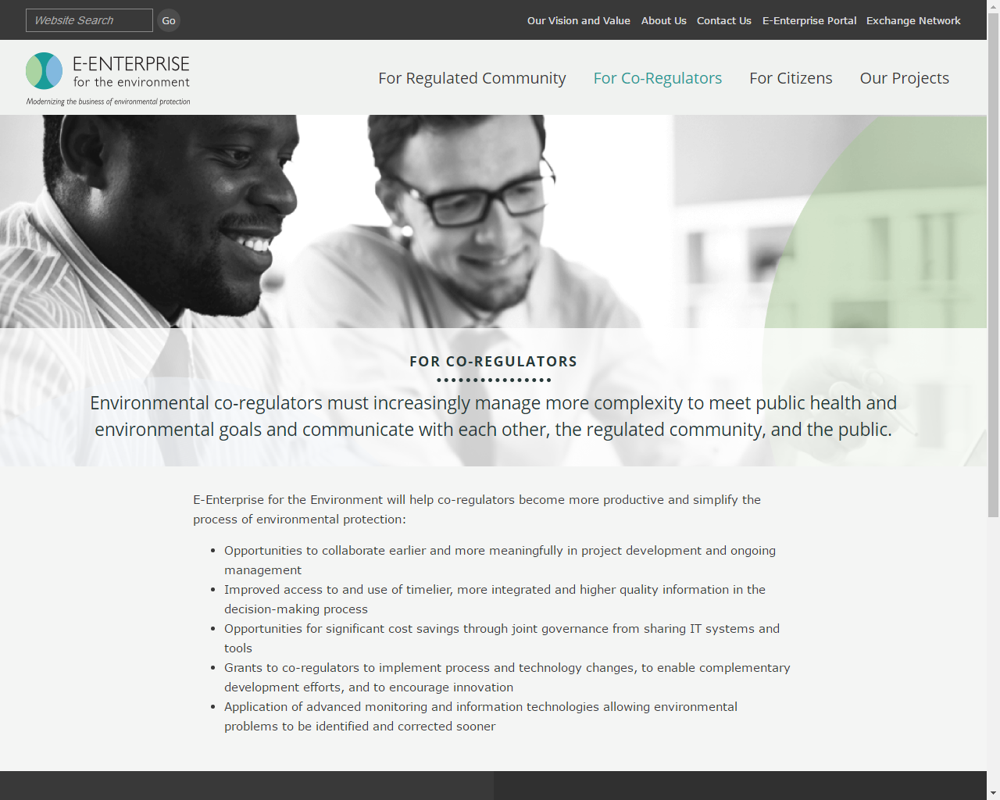 Website Search
Go
Our Vision and Value
About Us
Contact Us
E-Enterprise Portal
Exchange Network
E-ENTERPRISE
for the environment
Modernizing the business of environmental protection
For Regulated Community
For Co-Regulators
For Citizens
Our Projects
FOR CO-REGULATORS
Environmental co-regulators must increasingly manage more complexity to meet public health and
environmental goals and communicate with each other, the regulated community, and the public.
E-Enterprise for the Environment will help co-regulators become more productive and simplify the
process of environmental protection:
• Opportunities to collaborate earlier and more meaningfully in project development and ongoing
management
• Improved access to and use of timelier, more integrated and higher quality information in the
decision-making process
• Opportunities for significant cost savings through joint governance from sharing IT systems and
tools
• Grants to co-regulators to implement process and technology changes, to enable complementary
development efforts, and to encourage innovation
• Application of advanced monitoring and information technologies allowing environmental
problems to be identified and corrected sooner